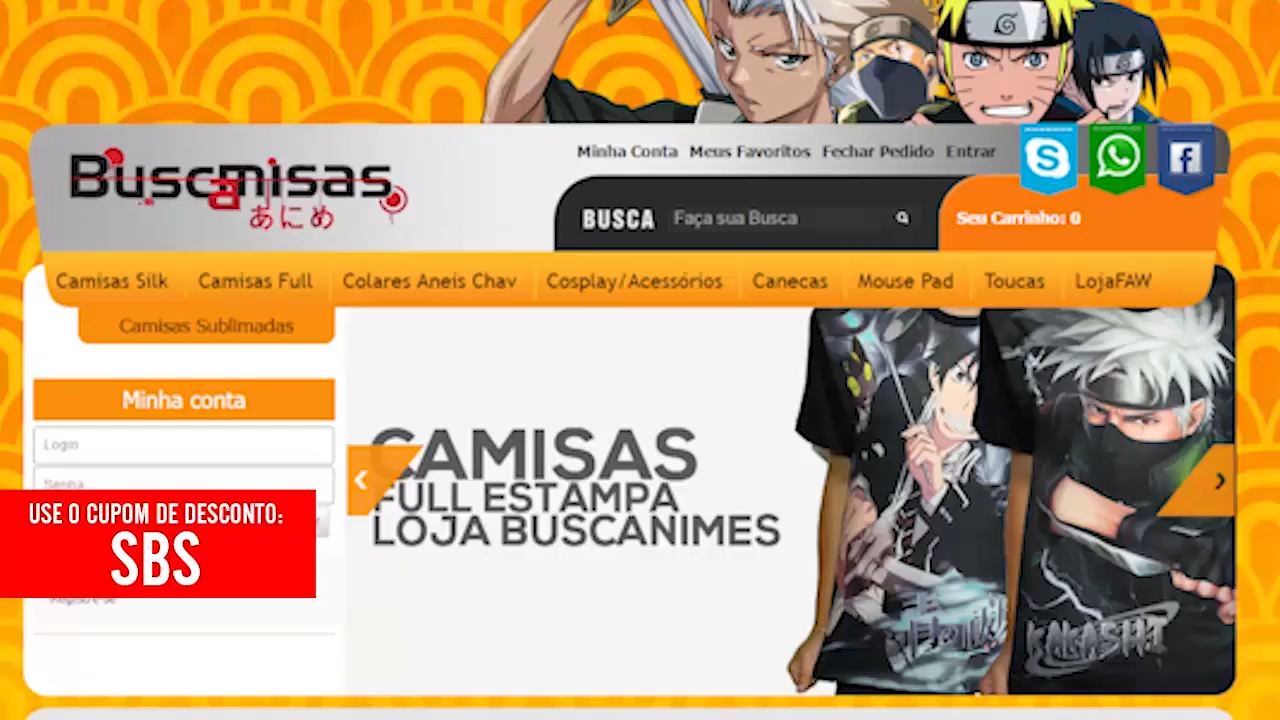 Buscamisas
あにめ
Minha Conta Meus Favoritos Fechar Pedido Entrar
BUSCA Faça sua Busca
Seu Carrinho: 0
Camisas Silk Camisas Full Colares Aneis Chav Cosplay/Acessórios Canecas Mouse Pad Toucas LojaFAW
Camisas Sublimadas
Minha conta
Login
Senha
USE O CUPOM DE DESCONTO:
SBS
CAMISAS
FULL ESTAMPA
LOJA BUSCANIMES
KAKASHI